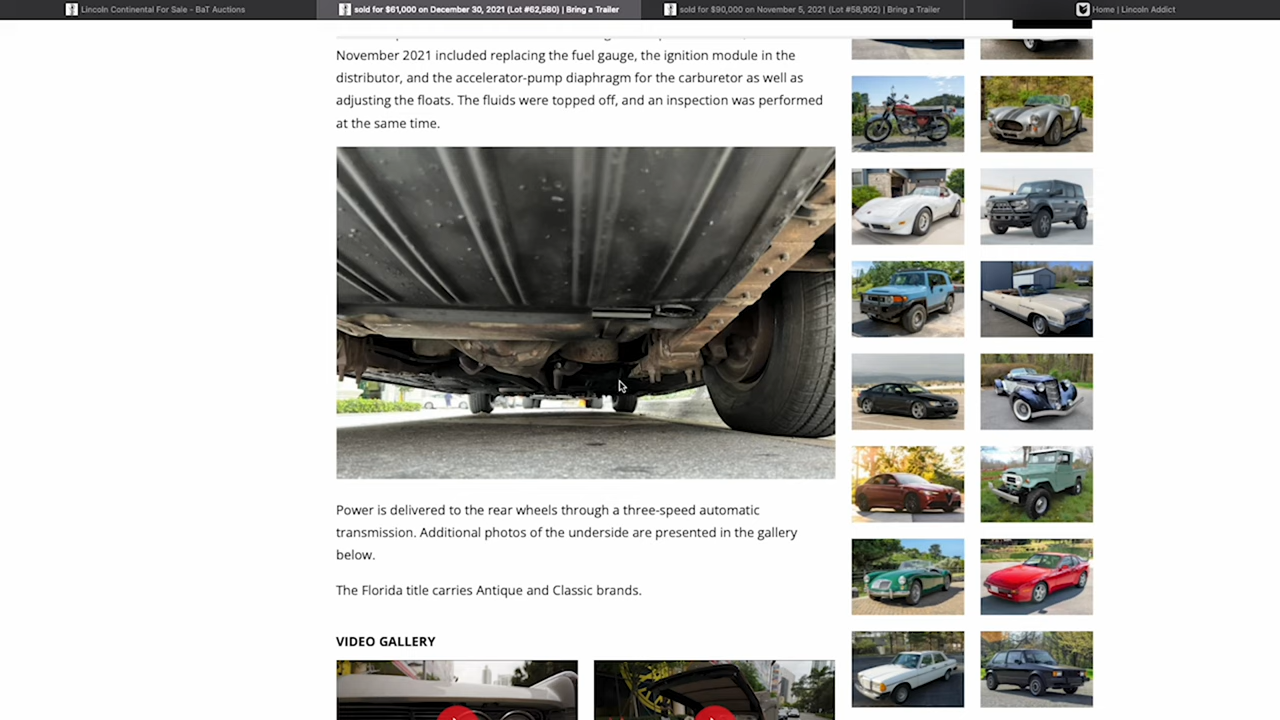 Lincoln Continental For Sale - BaT Auctions
sold for $61,000 on December 30, 2021 (Lot #62,580) | Bring a Trailer
sold for $90,000 on November 5, 2021 (Lot #58,902) | Bring a Trailer
Home | Lincoln Addict
November 2021 included replacing the fuel gauge, the ignition module in the
distributor, and the accelerator-pump diaphragm for the carburetor as well as
adjusting the floats. The fluids were topped off, and an inspection was performed
at the same time.
Power is delivered to the rear wheels through a three-speed automatic
transmission. Additional photos of the underside are presented in the gallery
below.
The Florida title carries Antique and Classic brands.
VIDEO GALLERY